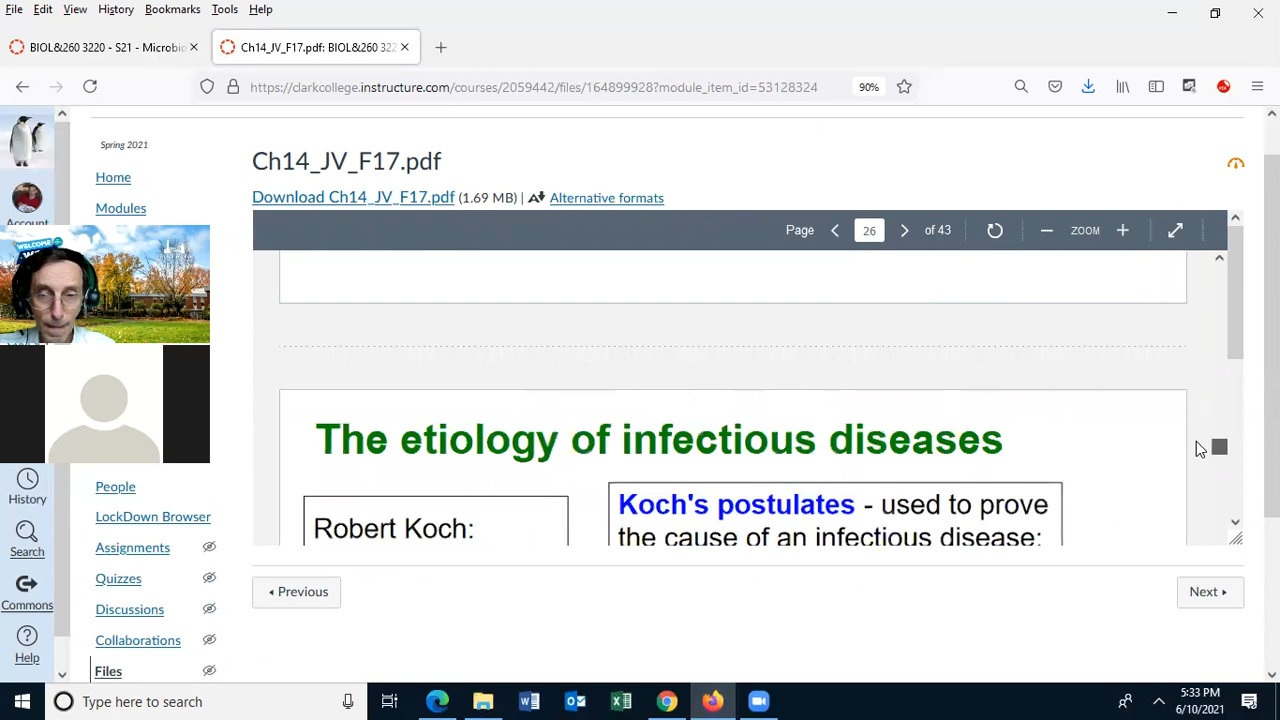 File Edit View History Bookmarks Tools Help
BIOL&260 3220 - S21 - Microbio
Ch14_JV_F17.pdf: BIOL&260 322
https://clarkcollege.instructure.com/courses/2059442/files/164899928?module_item_id=53128324
90%
Spring 2021
Home
Modules
Account
Ch14_JV_F17.pdf
Download Ch14_JV_F17.pdf (1.69 MB) | Alternative formats
Page 26 of 43 ZOOM
WELCOME
The etiology of infectious diseases
Robert Koch:
Koch's postulates - used to prove
the cause of an infectious disease:
History
Search
Commons
Help
People
LockDown Browser
Assignments
Quizzes
Discussions
Collaborations
Files
Previous
Next
Type here to search
5:33 PM
6/10/2021